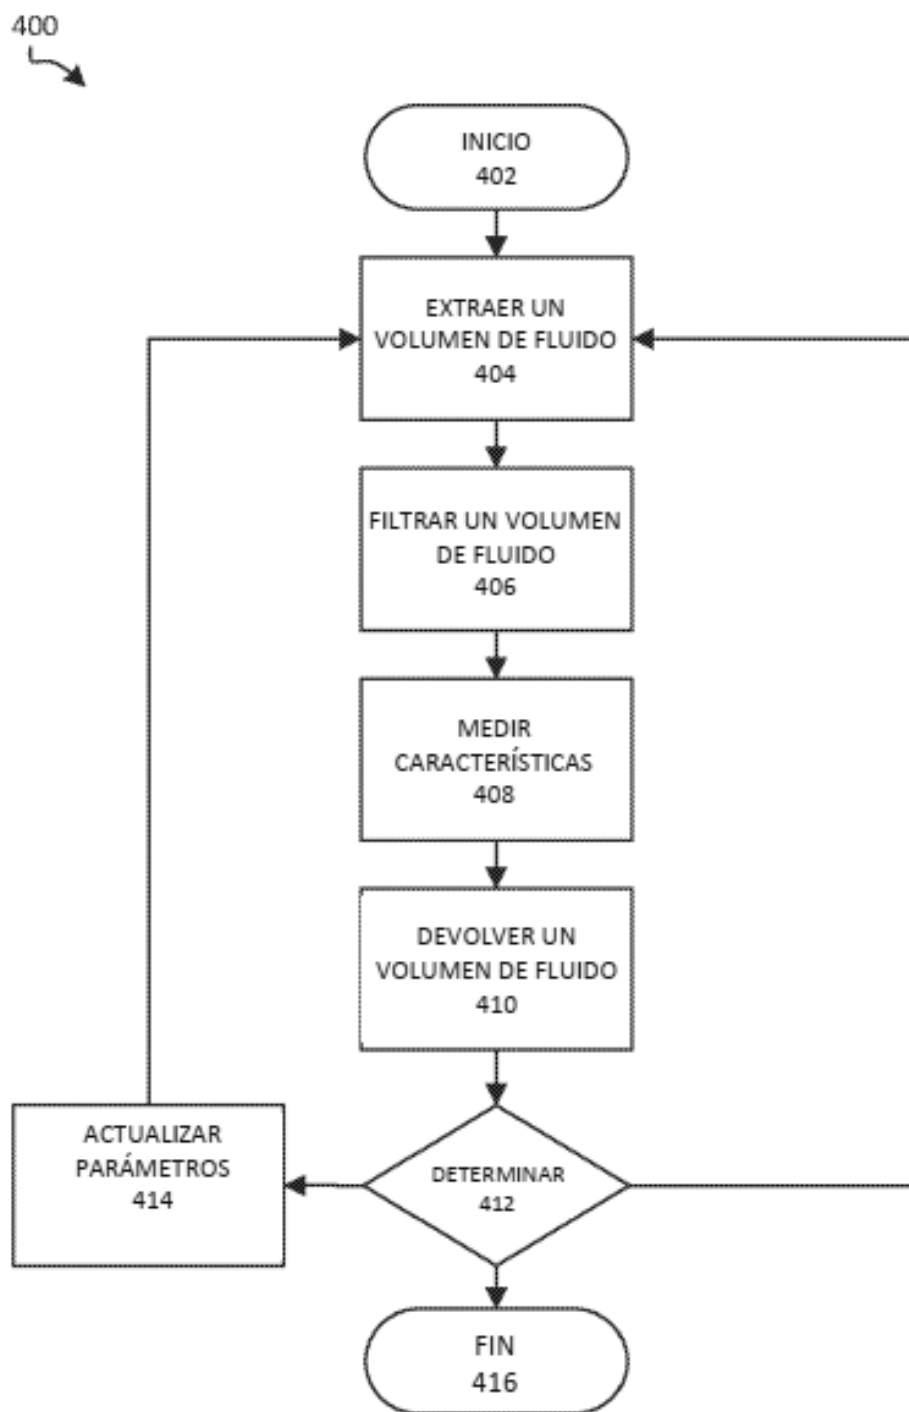 400
INICIO
402
EXTRAER UN
VOLUMEN DE FLUIDO
404
FILTRAR UN VOLUMEN
DE FLUIDO
406
MEDIR
CARACTERÍSTICAS
408
DEVOLVER UN
VOLUMEN DE FLUIDO
410
ACTUALIZAR
PARÁMETROS
414
DETERMINAR
412
FIN
416